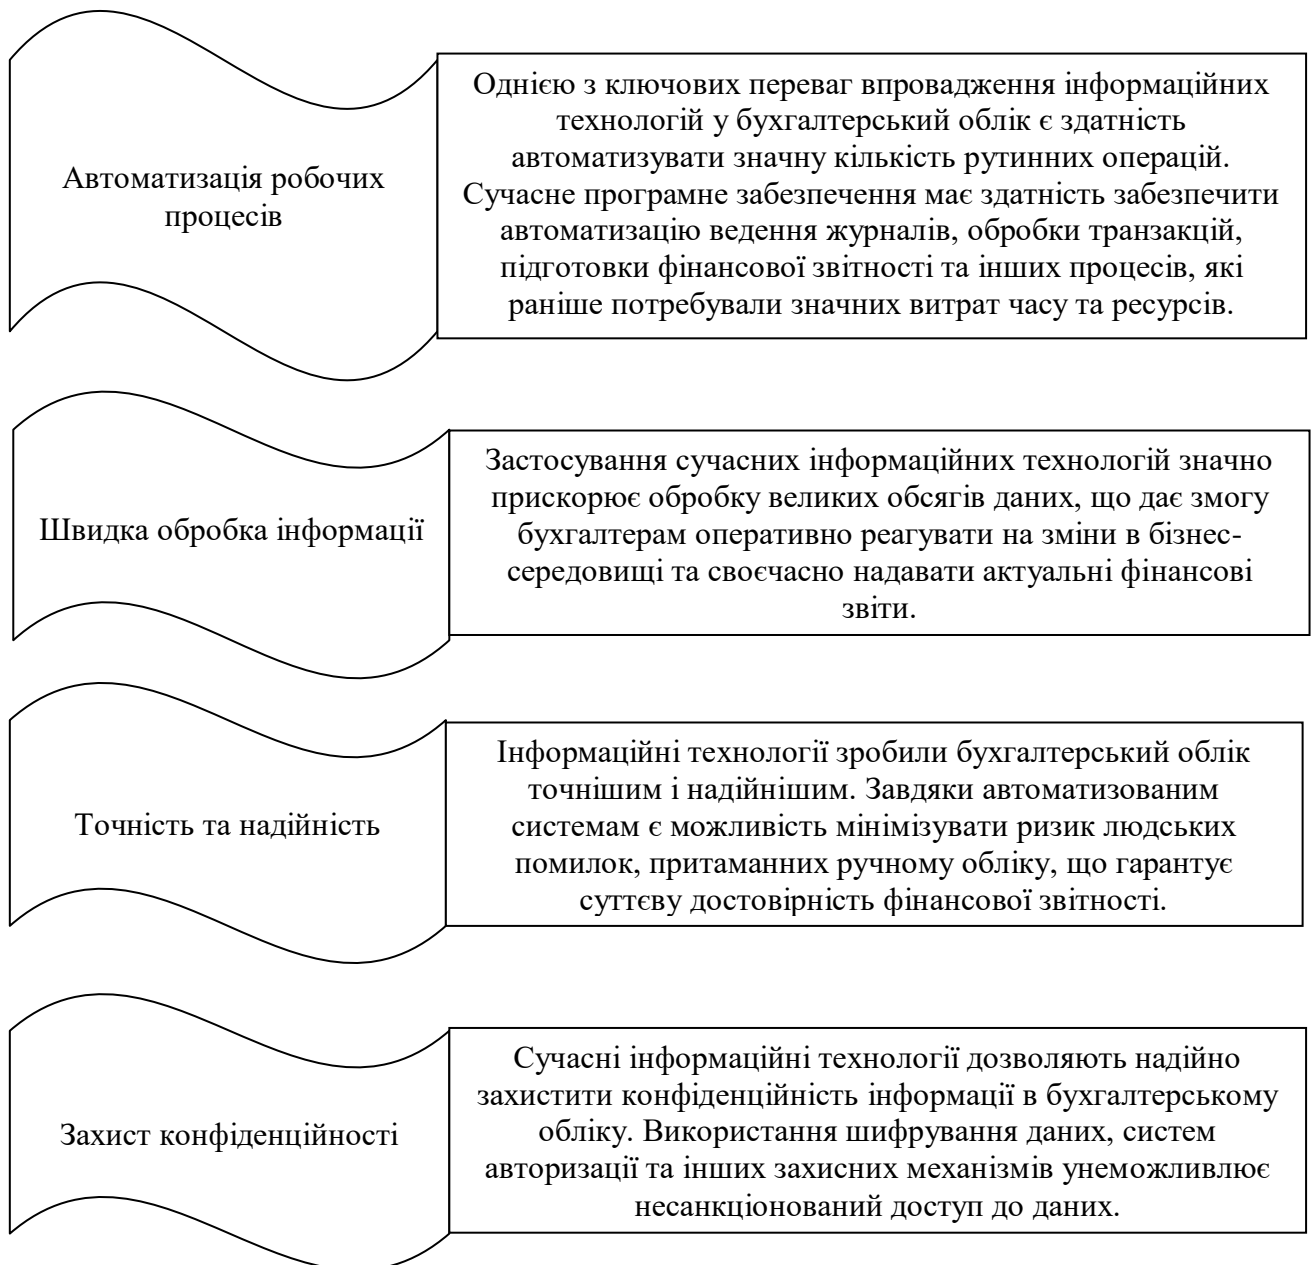 Автоматизація робочих
процесів
Однією з ключових переваг впровадження інформаційних
технологій у бухгалтерський облік є здатність
автоматизувати значну кількість рутинних операцій.
Сучасне програмне забезпечення має здатність забезпечити
автоматизацію ведення журналів, обробки транзакцій,
підготовки фінансової звітності та інших процесів, які
раніше потребували значних витрат часу та ресурсів.
Швидка обробка інформації
Застосування сучасних інформаційних технологій значно
прискорює обробку великих обсягів даних, що дає змогу
бухгалтерам оперативно реагувати на зміни в бізнес-
середовищі та своєчасно надавати актуальні фінансові
звіти.
Точність та надійність
Інформаційні технології зробили бухгалтерський облік
точнішим і надійнішим. Завдяки автоматизованим
системам є можливість мінімізувати ризик людських
помилок, притаманних ручному обліку, що гарантує
суттєву достовірність фінансової звітності.
Захист конфіденційності
Сучасні інформаційні технології дозволяють надійно
захистити конфіденційність інформації в бухгалтерському
обліку. Використання шифрування даних, систем
авторизації та інших захисних механізмів унеможливлює
несанкціонований доступ до даних.